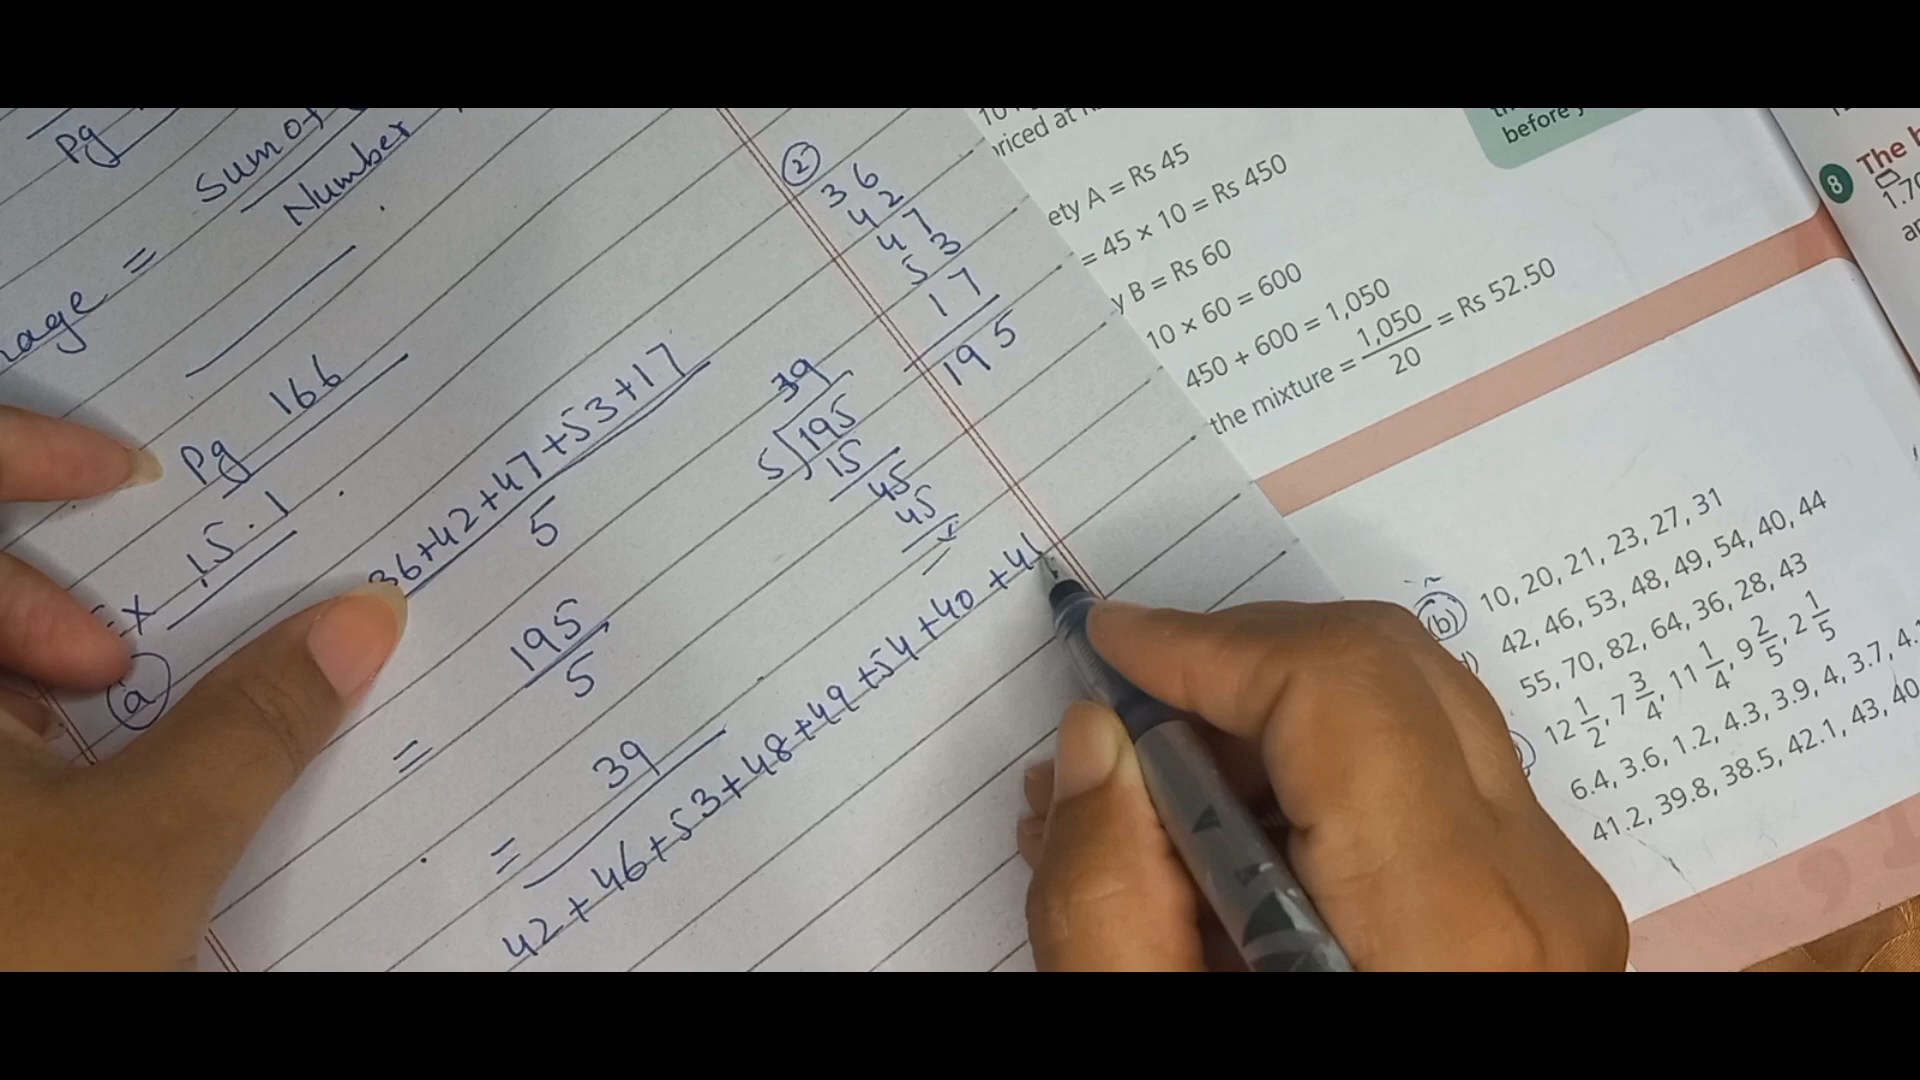 Pg
Sum of
= Number
Pg 166
Ex 15.1
(a) 36+42+47+53+17
5
= 195
5
= 39
42+46+53+48+49+54+40+4
(2)
36
42
47
53
17
195
39
5 195
15
45
45
x
priced at
ety A = Rs 45
= 45 × 10 = Rs 450
y B = Rs 60
10 × 60 = 600
450 + 600 = 1,050
the mixture = 1,050/20 = Rs 52.50
before
8 The
1.7
(b) 10, 20, 21, 23, 27, 31
) 42, 46, 53, 48, 49, 54, 40, 44
55, 70, 82, 64, 36, 28, 43
) 12 1/2, 7 3/4, 11 1/4, 9 2/5, 2 1/5
6.4, 3.6, 1.2, 4.3, 3.9, 4, 3.7, 4.
41.2, 39.8, 38.5, 42.1, 43, 40